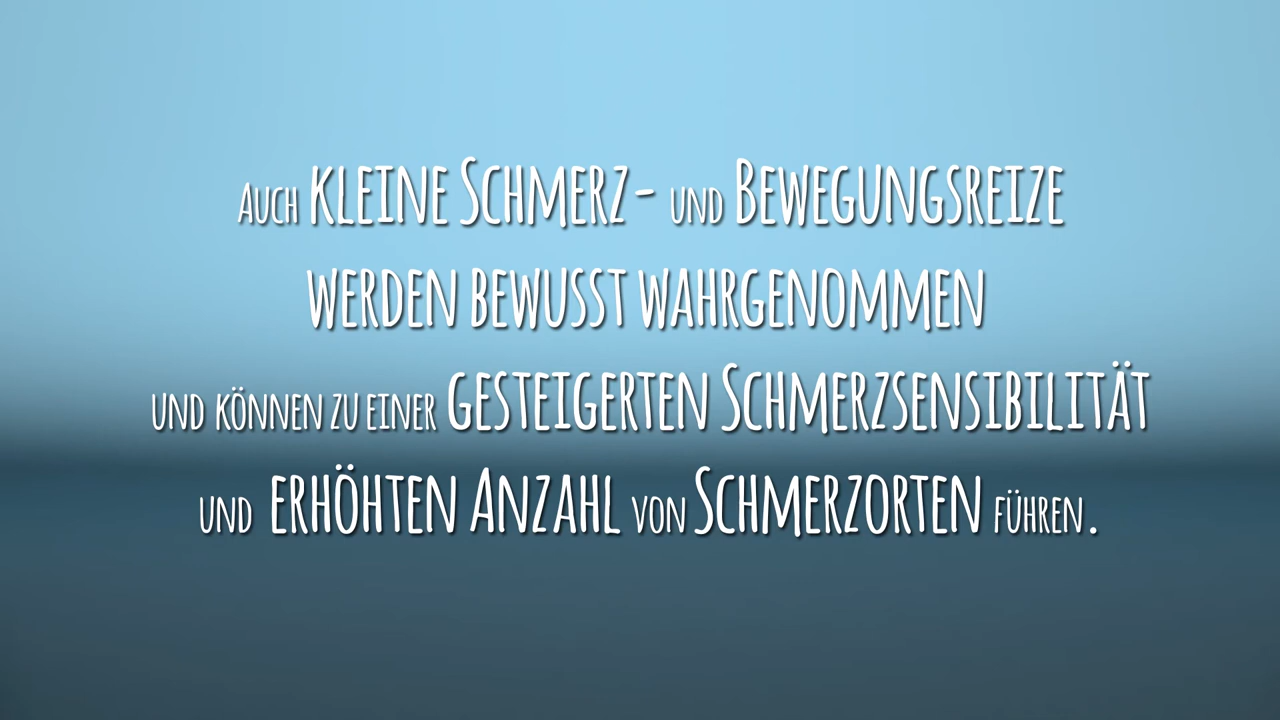 Auch kleine Schmerz- und Bewegungsreize
werden bewusst wahrgenommen
und können zu einer gesteigerten Schmerzsensibilität
und erhöhten Anzahl von Schmerzorten führen.